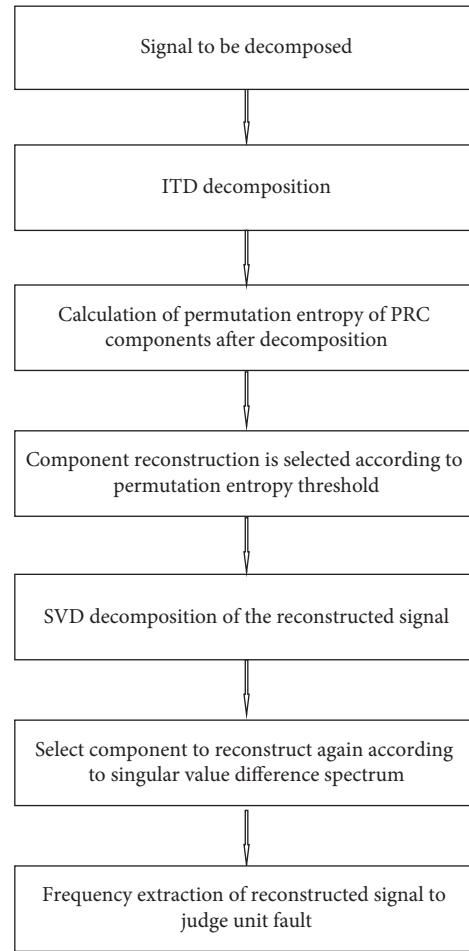 Signal to be decomposed
ITD decomposition
Calculation of permutation entropy of PRC
components after decomposition
Component reconstruction is selected according to
permutation entropy threshold
SVD decomposition of the reconstructed signal
Select component to reconstruct again according
to singular value difference spectrum
Frequency extraction of reconstructed signal to
judge unit fault